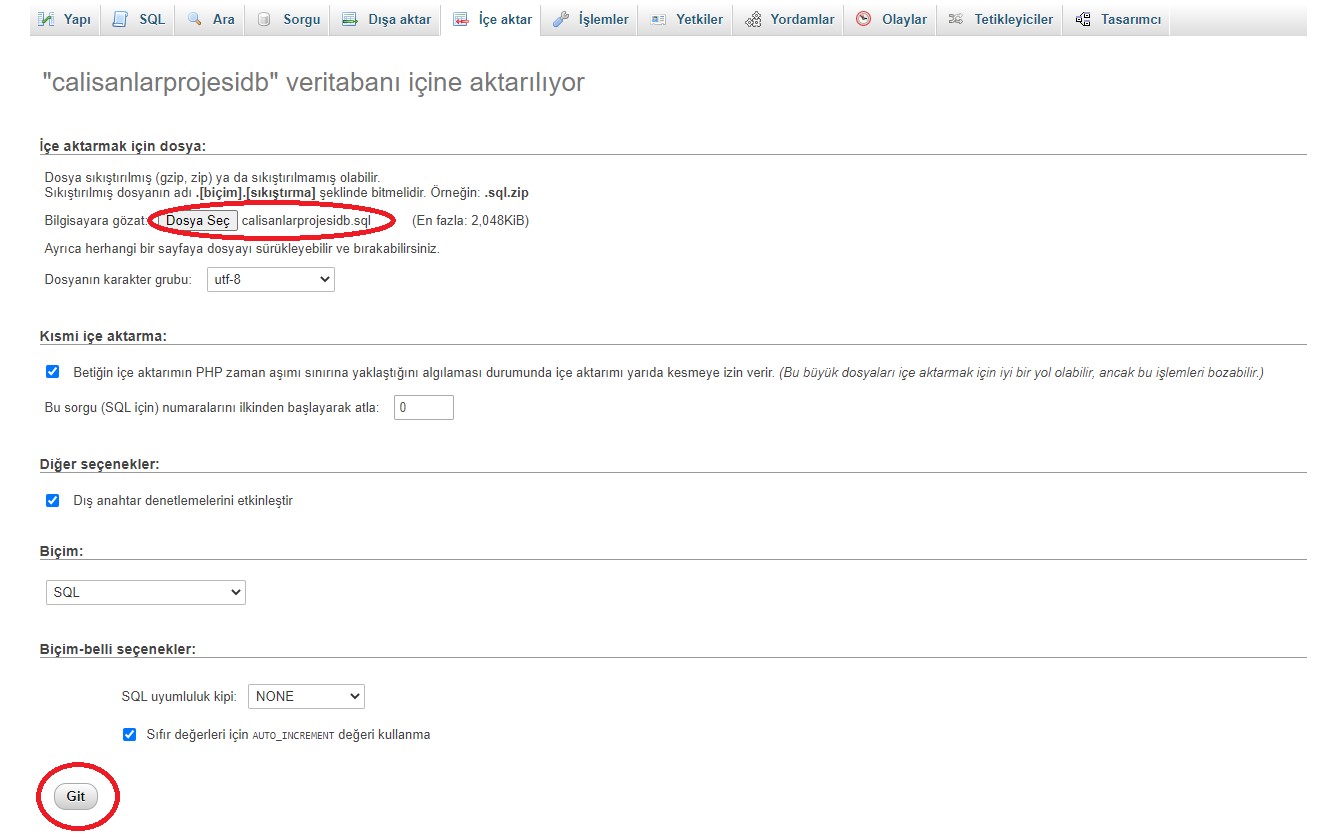 Yapı SQL Ara Sorgu Dışa aktar İçe aktar İşlemler Yetkiler Yordamlar Olaylar Tetikleyiciler Tasarımcı
"calisanlarprojesidb" veritabanı içine aktarılıyor
İçe aktarmak için dosya:
Dosya sıkıştırılmış (gzip, zip) ya da sıkıştırılmamış olabilir.
Sıkıştırılmış dosyanın adı .[biçim].[sıkıştırma] şeklinde bitmelidir. Örneğin: .sql.zip
Bilgisayara gözat: Dosya Seç calisanlarprojesidb.sql (En fazla: 2,048KiB)
Ayrıca herhangi bir sayfaya dosyayı sürükleyebilir ve bırakabilirsiniz.
Dosyanın karakter grubu: utf-8
Kısmi içe aktarma:
Betiğin içe aktarımın PHP zaman aşımı sınırına yaklaştığını algılaması durumunda içe aktarımı yarıda kesmeye izin verir. (Bu büyük dosyaları içe aktarmak için iyi bir yol olabilir, ancak bu işlemleri bozabilir.)
Bu sorgu (SQL için) numaralarını ilkinden başlayarak atla: 0
Diğer seçenekler:
Dış anahtar denetlemelerini etkinleştir
Biçim:
SQL
Biçim-belli seçenekler:
SQL uyumluluk kipi: NONE
Sıfır değerleri için AUTO_INCREMENT değeri kullanma
Git